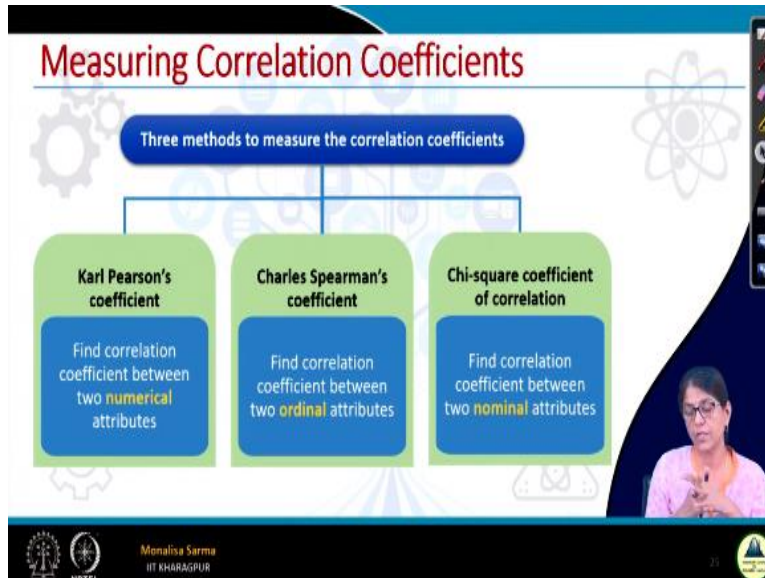 Measuring Correlation Coefficients
Three methods to measure the correlation coefficients
Karl Pearson's
coefficient
Find correlation
coefficient between
two numerical
attributes
Charles Spearman's
coefficient
Find correlation
coefficient between
two ordinal attributes
Chi-square coefficient
of correlation
Find correlation
coefficient between
two nominal attributes
Monalisa Sarma
IIT KHARAGPUR